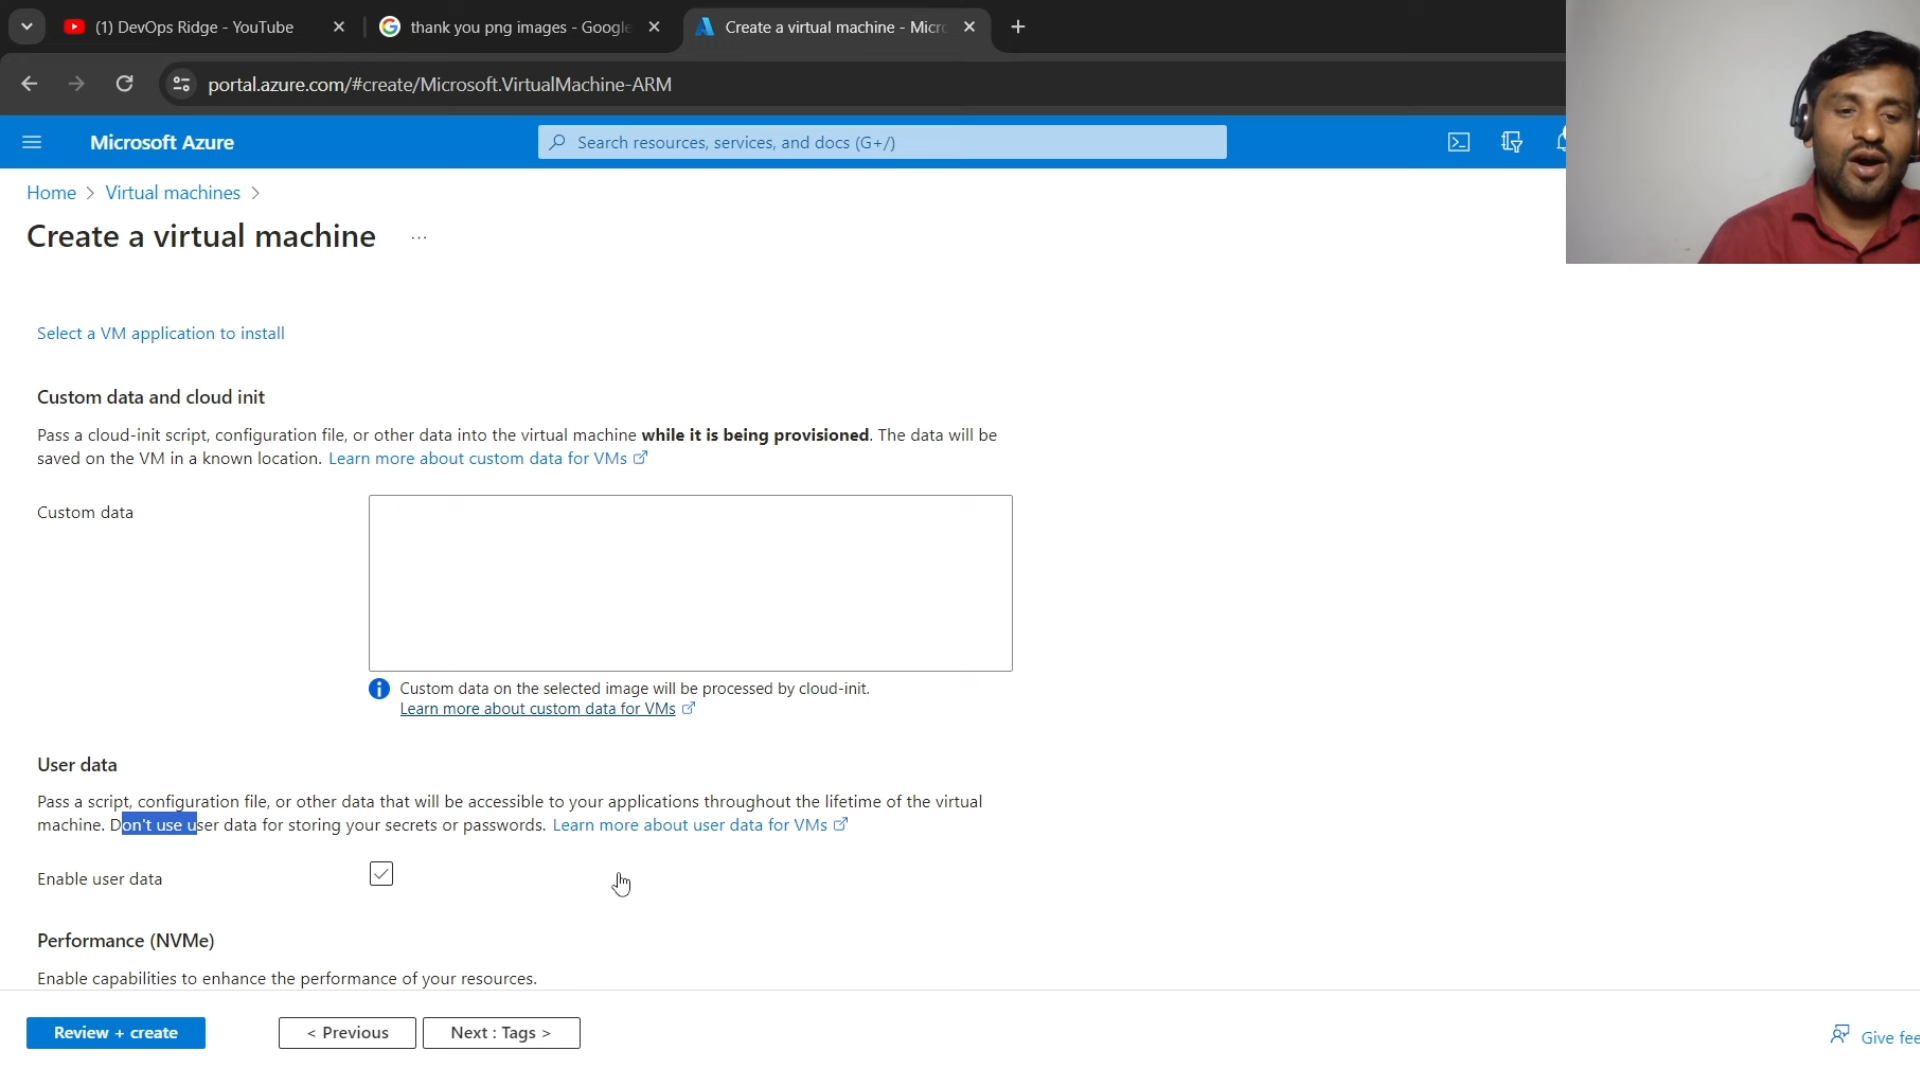 (1) DevOps Ridge - YouTube
thank you png images - Google
Create a virtual machine - Micro
portal.azure.com/#create/Microsoft.VirtualMachine-ARM
Microsoft Azure
Search resources, services, and docs (G+/)
Home > Virtual machines >
Create a virtual machine ...
Select a VM application to install
Custom data and cloud init
Pass a cloud-init script, configuration file, or other data into the virtual machine while it is being provisioned. The data will be
saved on the VM in a known location. Learn more about custom data for VMs
Custom data
Custom data on the selected image will be processed by cloud-init.
Learn more about custom data for VMs
User data
Pass a script, configuration file, or other data that will be accessible to your applications throughout the lifetime of the virtual
machine. Don't use user data for storing your secrets or passwords. Learn more about user data for VMs
Enable user data
Performance (NVMe)
Enable capabilities to enhance the performance of your resources.
Review + create
< Previous
Next : Tags >
Give fee